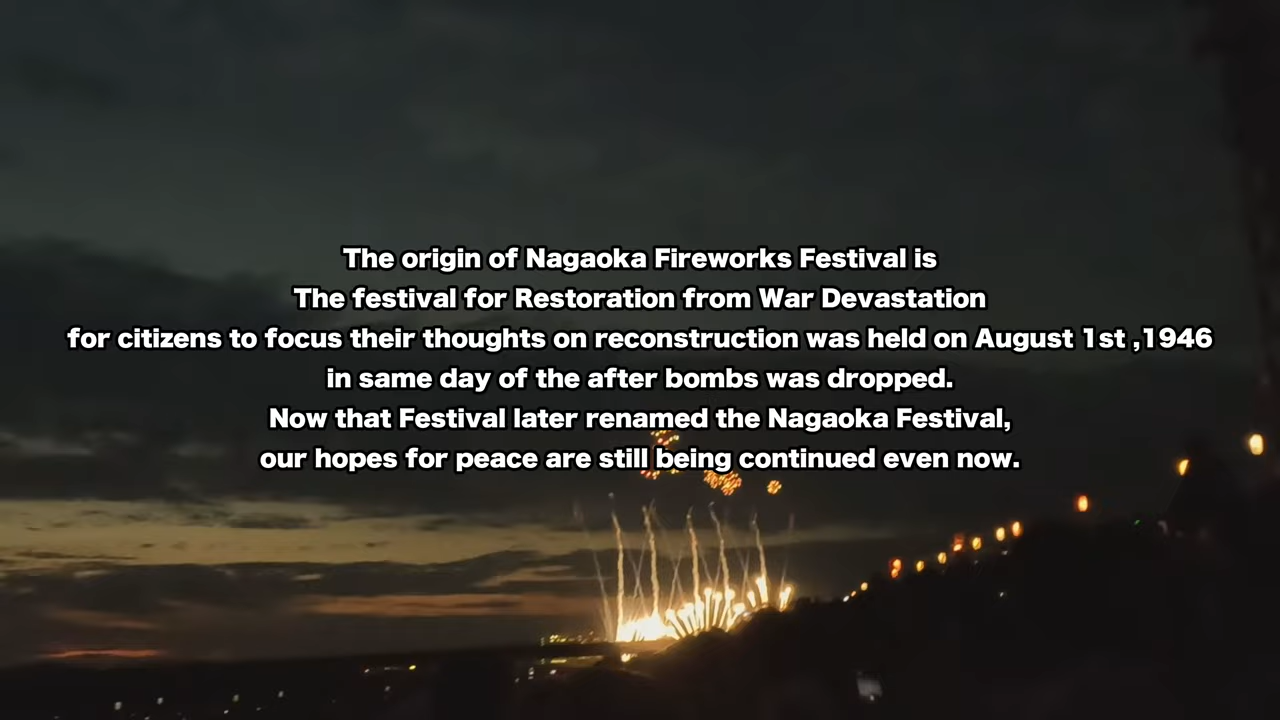 The origin of Nagaoka Fireworks Festival is
The festival for Restoration from War Devastation
for citizens to focus their thoughts on reconstruction was held on August 1st ,1946
in same day of the after bombs was dropped.
Now that Festival later renamed the Nagaoka Festival,
our hopes for peace are still being continued even now.